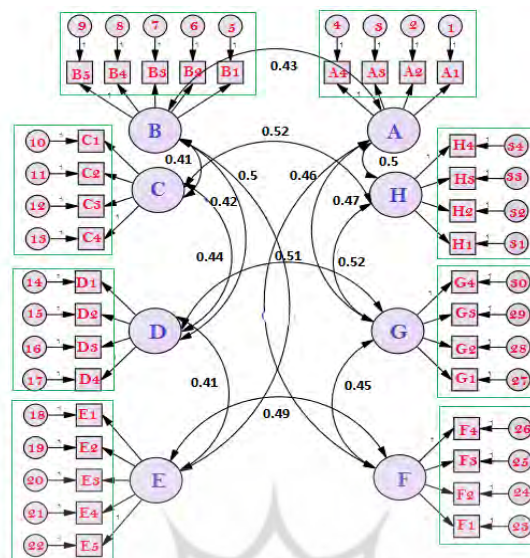 9 8 7 6 5
B5 B4 B3 B2 B1
4 3 2 1
A4 A3 A2 A1
0.43
B A
10 C1
11 C2
12 C3
13 C4
0.41
0.52
0.5
0.46
0.5
C H
0.42
0.47
H4 34
H3 33
H2 32
H1 31
0.44
0.51
0.52
14 D1
15 D2
16 D3
17 D4
D G
G4 30
G3 29
G2 28
G1 27
0.41
0.45
0.49
18 E1
19 E2
20 E3
21 E4
22 E5
E F
F4 26
F3 25
F2 24
F1 23